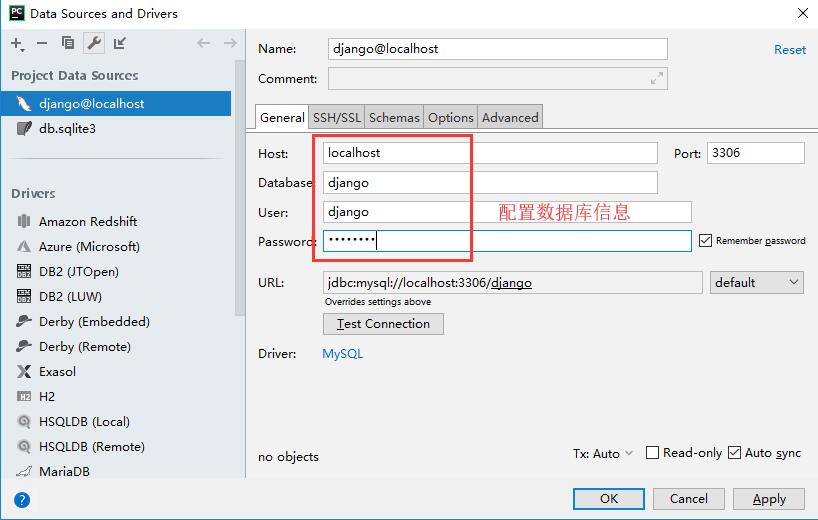 PC Data Sources and Drivers
Project Data Sources
django@localhost
db.sqlite3
Drivers
Amazon Redshift
Azure (Microsoft)
DB2 (JTOpen)
DB2 (LUW)
Derby (Embedded)
Derby (Remote)
Exasol
H2
HSQLDB (Local)
HSQLDB (Remote)
MariaDB
Name: django@localhost Reset
Comment:
General SSH/SSL Schemas Options Advanced
Host: localhost Port: 3306
Database: django
User: django 配置数据库信息
Password: •••••••• Remember password
URL: jdbc:mysql://localhost:3306/django default
Overrides settings above
Test Connection
Driver: MySQL
no objects Tx: Auto Read-only Auto sync
? OK Cancel Apply